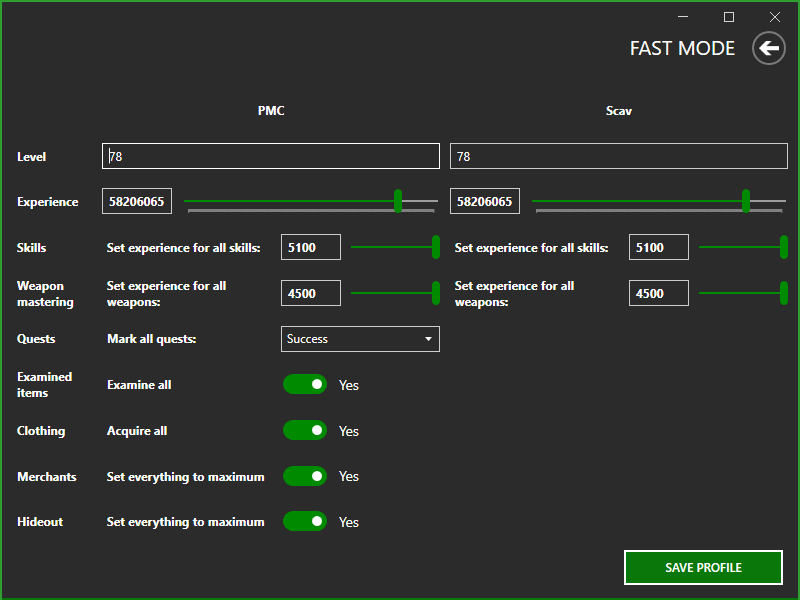 FAST MODE
PMC Scav
Level 78 78
Experience 58206065 58206065
Skills Set experience for all skills: 5100 Set experience for all skills: 5100
Weapon mastering Set experience for all weapons: 4500 Set experience for all weapons: 4500
Quests Mark all quests: Success
Examined items Examine all Yes
Clothing Acquire all Yes
Merchants Set everything to maximum Yes
Hideout Set everything to maximum Yes
SAVE PROFILE